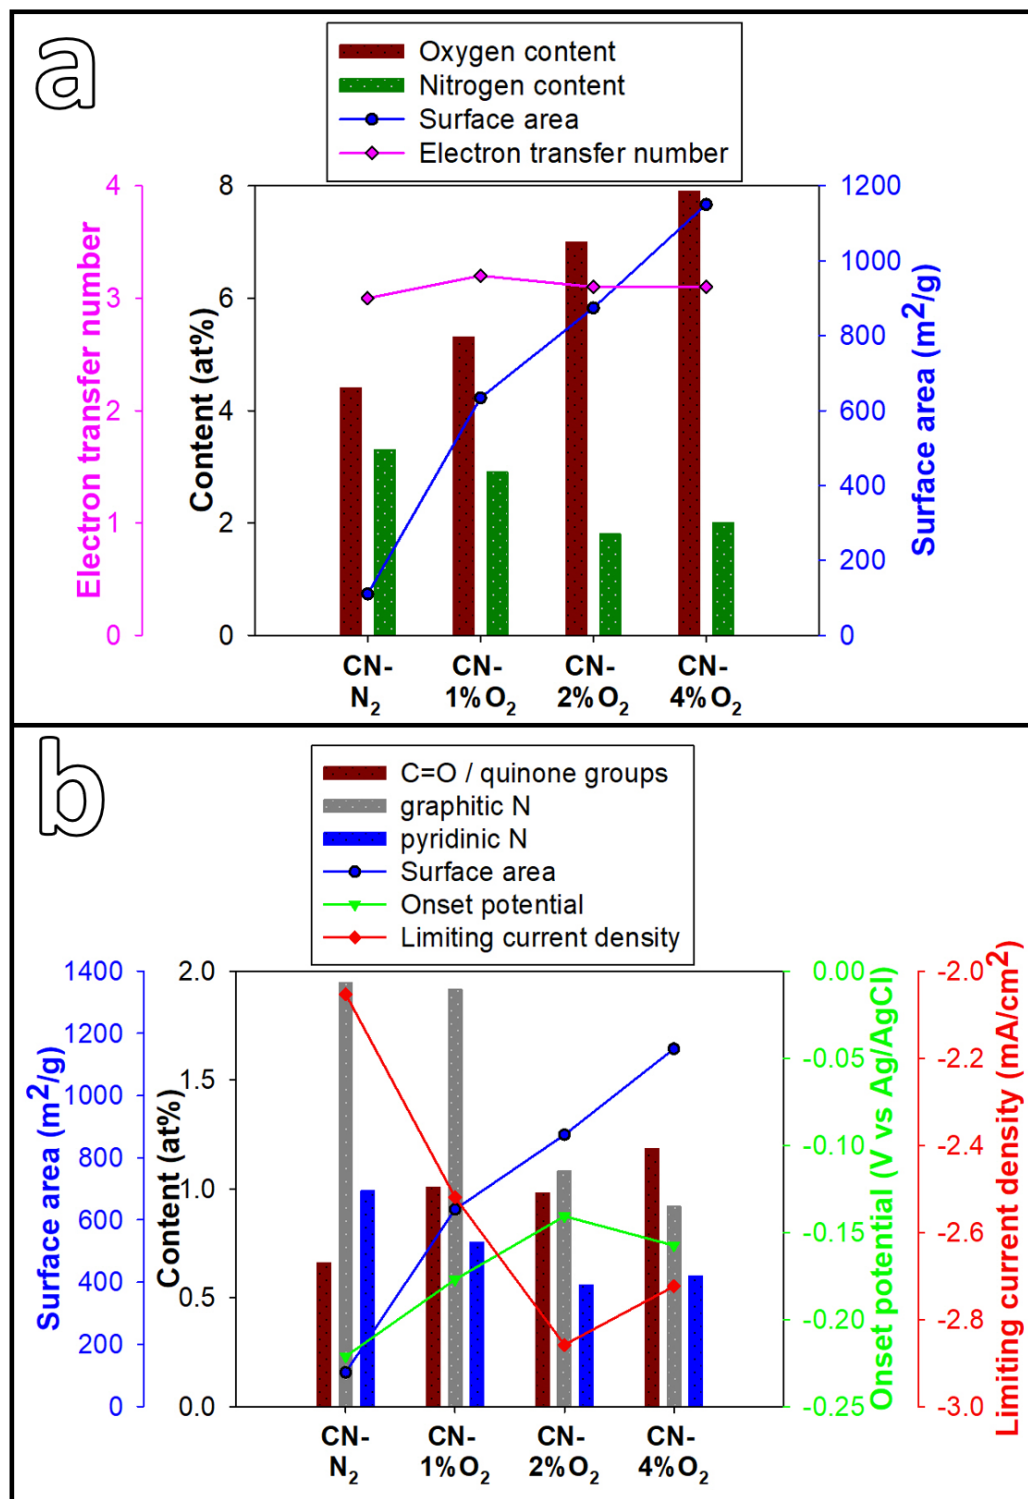 a
Oxygen content
Nitrogen content
Surface area
Electron transfer number
Electron transfer number
4
3
2
1
0
Content (at%)
8
6
4
2
0
1200
1000
800
600
400
200
0
Surface area (m²/g)
CN-
N₂
CN-
1%O₂
CN-
2%O₂
CN-
4%O₂
b
C=O / quinone groups
graphitic N
pyridinic N
Surface area
Onset potential
Limiting current density
Surface area (m²/g)
1400
1200
1000
800
600
400
200
0
Content (at%)
2.0
1.5
1.0
0.5
0.0
0.00
-0.05
-0.10
-0.15
-0.20
-0.25
Onset potential (V vs Ag/AgCl)
-2.0
-2.2
-2.4
-2.6
-2.8
-3.0
Limiting current density (mA/cm²)
CN-
N₂
CN-
1%O₂
CN-
2%O₂
CN-
4%O₂